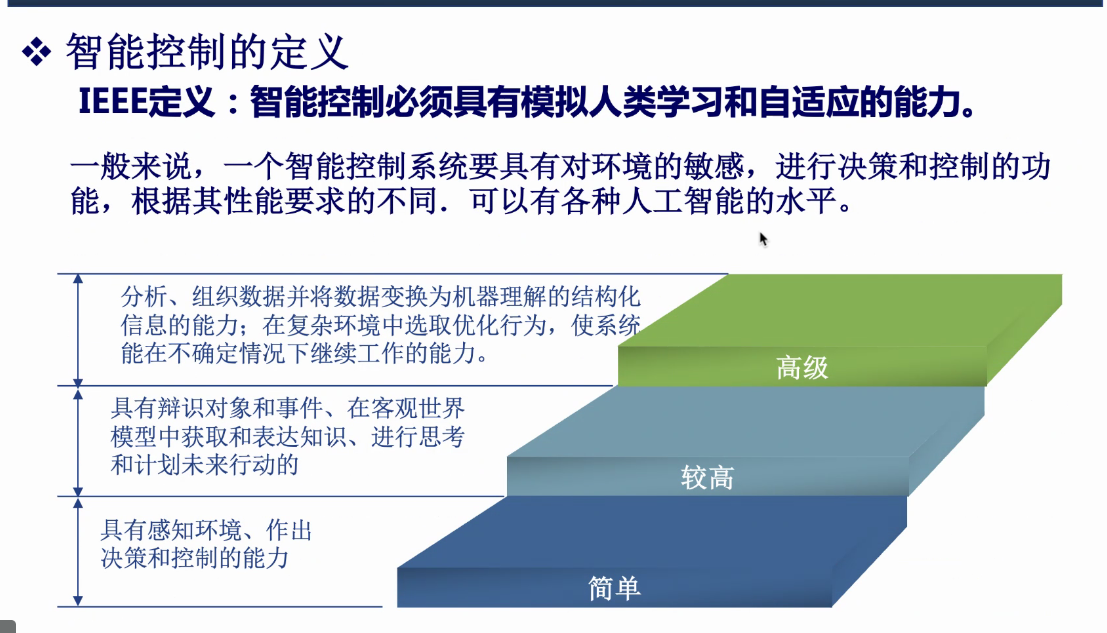 ❖ 智能控制的定义
IEEE定义：智能控制必须具有模拟人类学习和自适应的能力。
一般来说，一个智能控制系统要具有对环境的敏感，进行决策和控制的功
能，根据其性能要求的不同．可以有各种人工智能的水平。
分析、组织数据并将数据变换为机器理解的结构化
信息的能力；在复杂环境中选取优化行为，使系统
能在不确定情况下继续工作的能力。
高级
具有辩识对象和事件、在客观世界
模型中获取和表达知识、进行思考
和计划未来行动的
较高
具有感知环境、作出
决策和控制的能力
简单